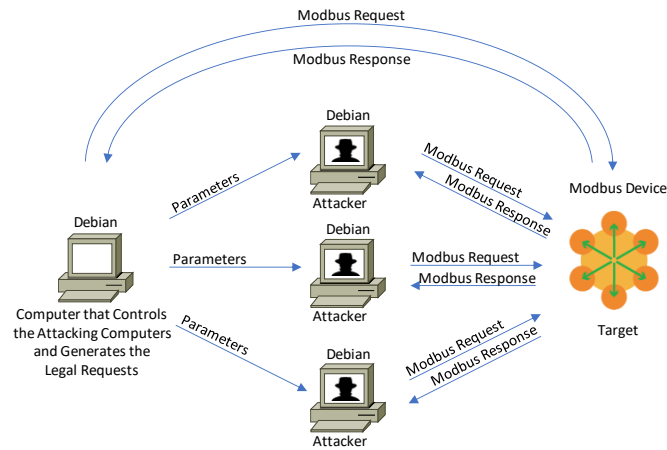 Modbus Request
Modbus Response
Debian
Parameters
Attacker
Modbus Request
Modbus Response
Modbus Device
Debian
Debian
Parameters
Attacker
Modbus Request
Modbus Response
Target
Computer that Controls
the Attacking Computers
and Generates the
Legal Requests
Parameters
Debian
Attacker
Modbus Request
Modbus Response